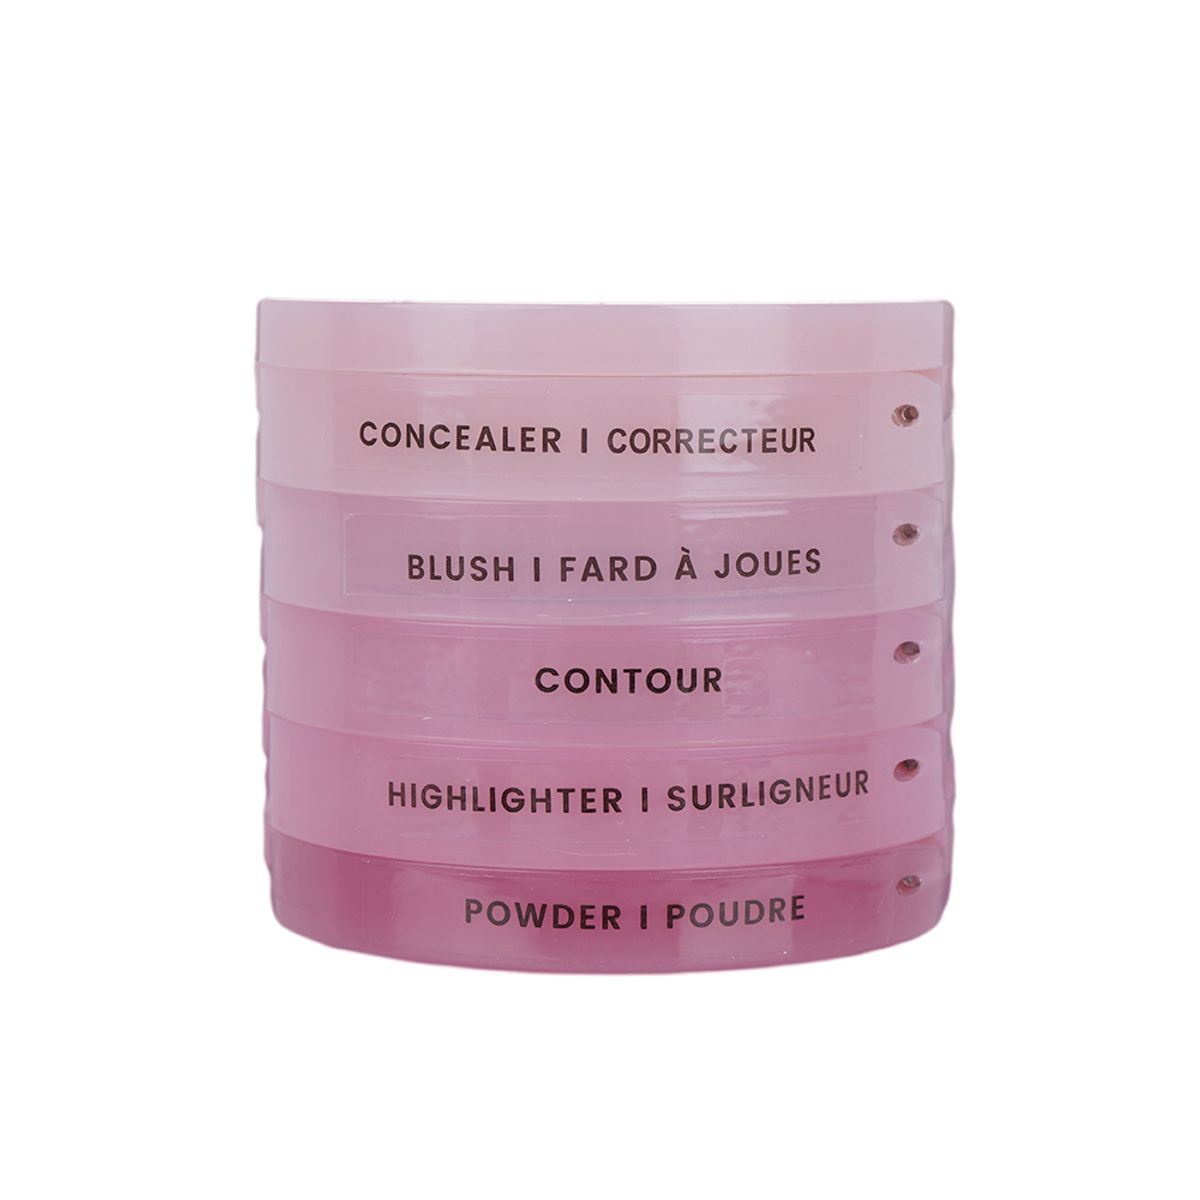 CONCEALER | CORRECTEUR
BLUSH | FARD À JOUES
CONTOUR
HIGHLIGHTER | SURLIGNEUR
POWDER | POUDRE